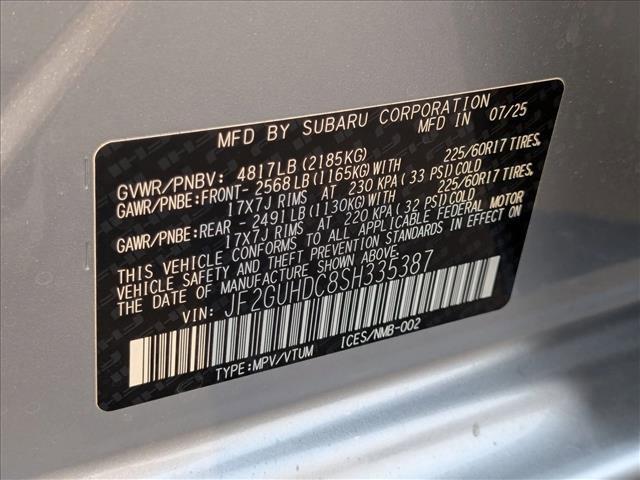 MFD BY SUBARU CORPORATION
MFD IN 07/25
GVWR/PNBV: 4817LB(2185KG)
GAWR/PNBE:FRONT- 2568LB(1165KG)WITH 225/60R17 TIRES,
17X7J RIMS AT 230 KPA(33 PSI)COLD
GAWR/PNBE:REAR - 2491LB(1130KG)WITH 225/60R17 TIRES,
17X7J RIMS AT 220 KPA(32 PSI)COLD
THIS VEHICLE CONFORMS TO ALL APPLICABLE FEDERAL MOTOR
VEHICLE SAFETY AND THEFT PREVENTION STANDARDS IN EFFECT ON
THE DATE OF MANUFACTURE SHOWN ABOVE.
VIN: JF2GUHDC8SH335387
TYPE:MPV/VTUM ICES/NMB-002